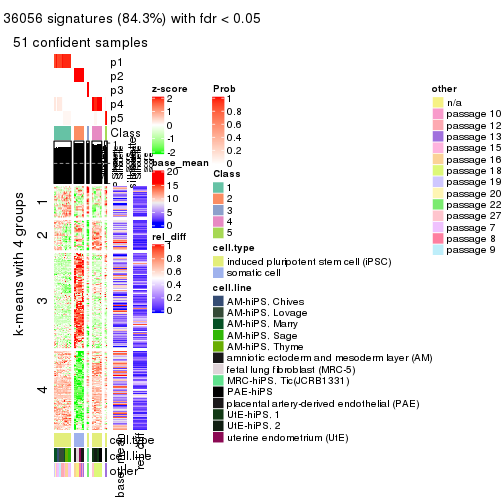 36056 signatures (84.3%) with fdr < 0.05
51 confident samples
p1
p2
p3
p4
p5
Class
z-score
2
1
0
-1
-2
base_mean
20
15
10
5
0
rel_diff
1
0.8
0.6
0.4
0.2
0
Prob
1
0.8
0.6
0.4
0.2
0
Class
1
2
3
4
5
cell.type
induced pluripotent stem cell (iPSC)
somatic cell
cell.line
AM-hiPS. Chives
AM-hiPS. Lovage
AM-hiPS. Marry
AM-hiPS. Sage
AM-hiPS. Thyme
amniotic ectoderm and mesoderm layer (AM)
fetal lung fibroblast (MRC-5)
MRC-hiPS. Tic(JCRB1331)
PAE-hiPS
placental artery-derived endothelial (PAE)
UtE-hiPS. 1
UtE-hiPS. 2
uterine endometrium (UtE)
other
n/a
passage 10
passage 12
passage 13
passage 15
passage 16
passage 18
passage 19
passage 20
passage 22
passage 27
passage 7
passage 8
passage 9
k-means with 4 groups
1
2
3
4
cell.type
cell.line
other
base_mean
rel_diff